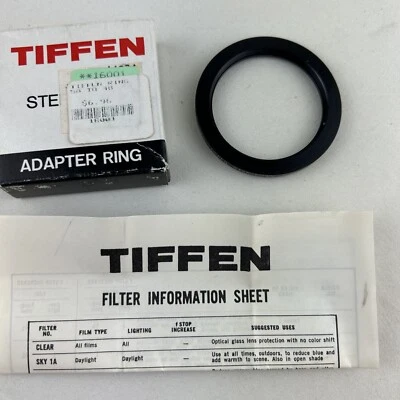 TIFFEN
**16001
$6.96
STE
ADAPTER RING
TIFFEN
FILTER INFORMATION SHEET
FILTER NO. FILM TYPE LIGHTING f STOP INCREASE SUGGESTED USES
CLEAR All films All — Optical glass lens protection with no color shift
SKY 1A Daylight Daylight — Use at all times, outdoors, to reduce blue and add warmth to scene. Also in open shade